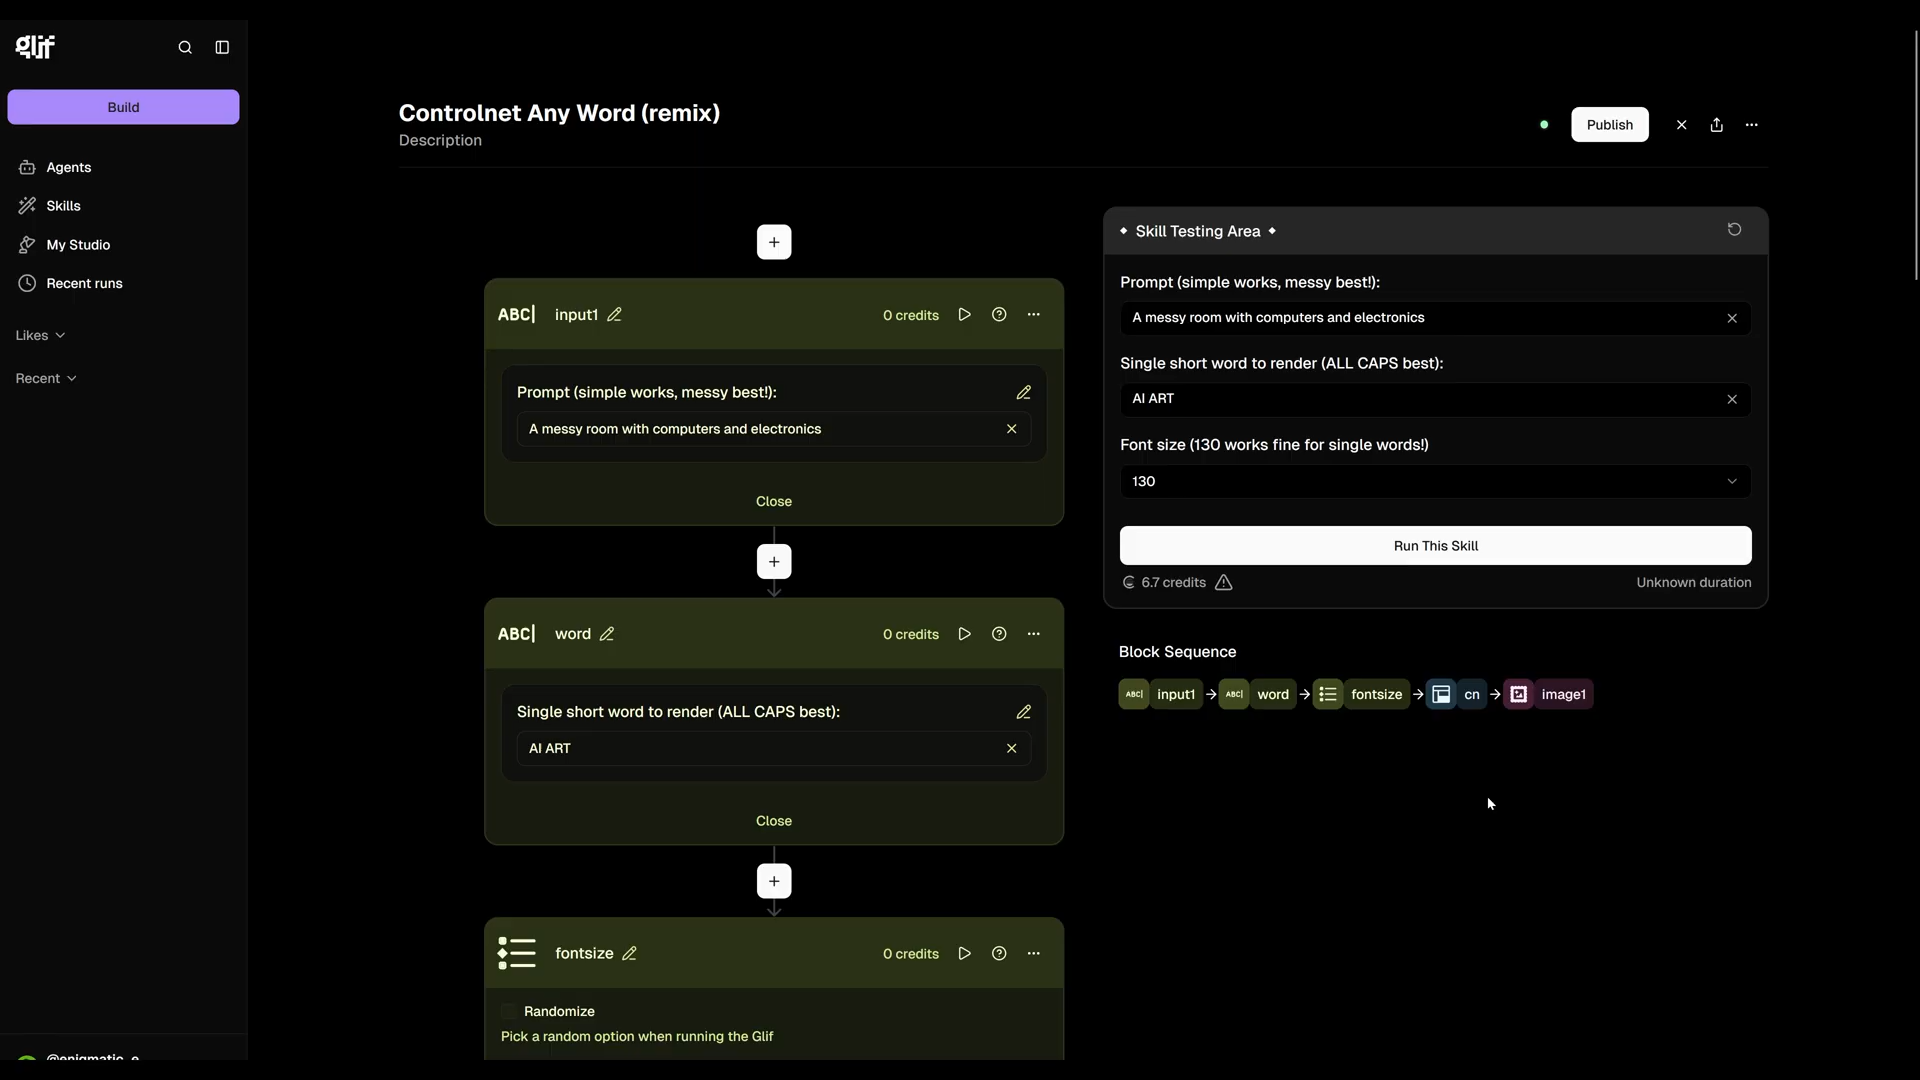 glif
Build
Agents
Skills
My Studio
Recent runs
Likes
Recent
Controlnet Any Word (remix)
Description
Publish
ABC| input1 0 credits
Prompt (simple works, messy best!):
A messy room with computers and electronics
Close
ABC| word 0 credits
Single short word to render (ALL CAPS best):
AI ART
Close
fontsize 0 credits
Randomize
Pick a random option when running the Glif
Skill Testing Area
Prompt (simple works, messy best!):
A messy room with computers and electronics
Single short word to render (ALL CAPS best):
AI ART
Font size (130 works fine for single words!)
130
Run This Skill
6.7 credits Unknown duration
Block Sequence
ABC| input1 → ABC| word → fontsize → cn → image1
@enigmatic_e